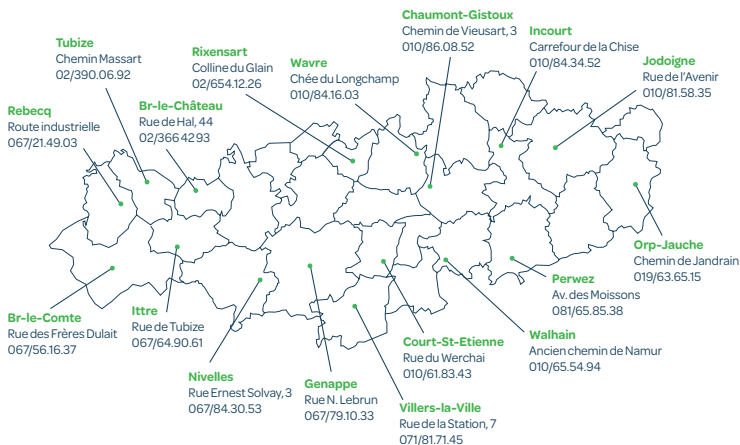 Chaumont-Gistoux
Chemin de Vieusart, 3
010/86.08.52
Incourt
Carrefour de la Chise
010/84.34.52
Tubize
Chemin Massart
02/390.06.92
Rixensart
Colline du Glain
02/654.12.26
Wavre
Chée du Longchamp
010/84.16.03
Jodoigne
Rue de l'Avenir
010/81.58.35
Rebecq
Route industrielle
067/21.49.03
Br-le-Château
Rue de Hal, 44
02/366 42 93
Orp-Jauche
Chemin de Jandrain
019/63.65.15
Perwez
Av. des Moissons
081/65.85.38
Br-le-Comte
Rue des Frères Dulait
067/56.16.37
Ittre
Rue de Tubize
067/64.90.61
Court-St-Etienne
Rue du Werchai
010/61.83.43
Walhain
Ancien chemin de Namur
010/65.54.94
Nivelles
Rue Ernest Solvay, 3
067/84.30.53
Genappe
Rue N. Lebrun
067/79.10.33
Villers-la-Ville
Rue de la Station, 7
071/81.71.45